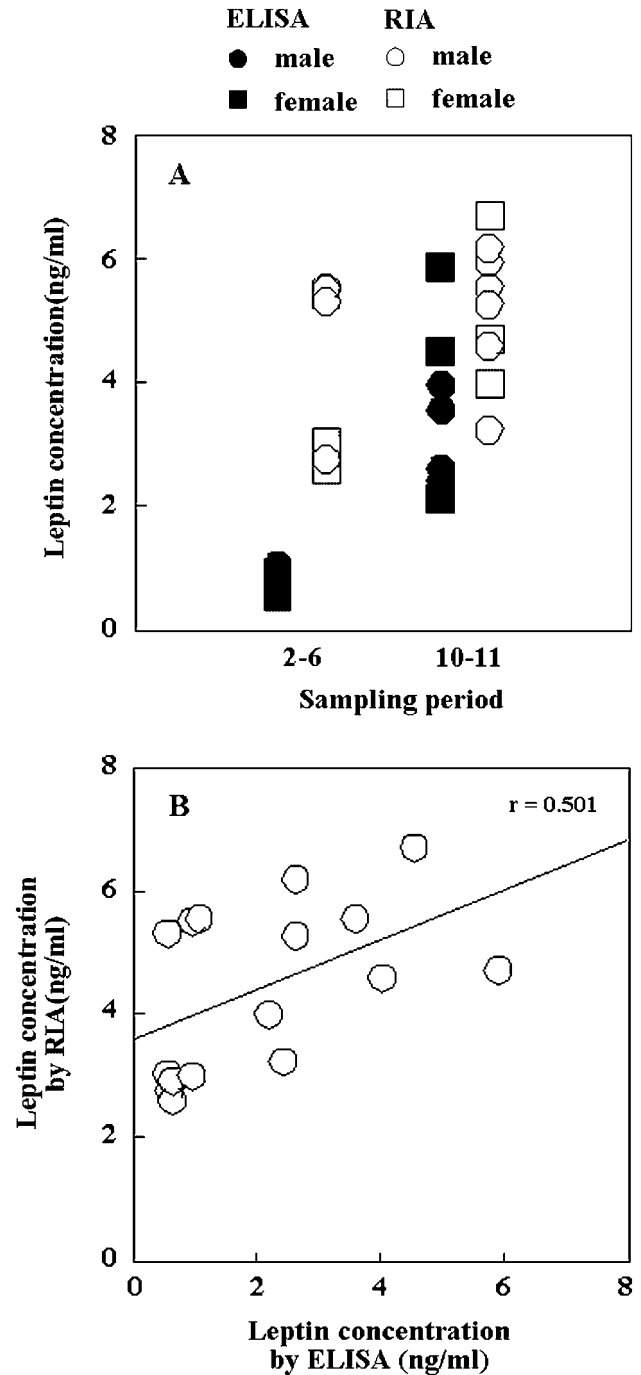 ELISA RIA
male male
female female
8
A
6
4
2
0
Leptin concentration(ng/ml)
2-6 10-11
Sampling period
8
B r = 0.501
6
4
2
0
Leptin concentration
by RIA(ng/ml)
0 2 4 6 8
Leptin concentration
by ELISA (ng/ml)